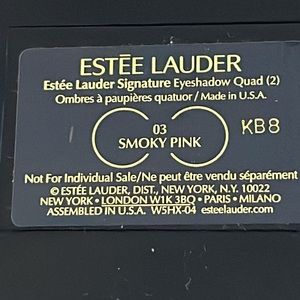 ESTĒE LAUDER
Estée Lauder Signature Eyeshadow Quad (2)
Ombres à paupières quatuor / Made in U.S.A.
03
SMOKY PINK
KB8
Not For Individual Sale/Ne peut être vendu séparément
© ESTĒE LAUDER, DIST., NEW YORK, N.Y. 10022
NEW YORK • LONDON W1K 3BQ • PARIS • MILANO
ASSEMBLED IN U.S.A. W5HX-04 esteelauder.com